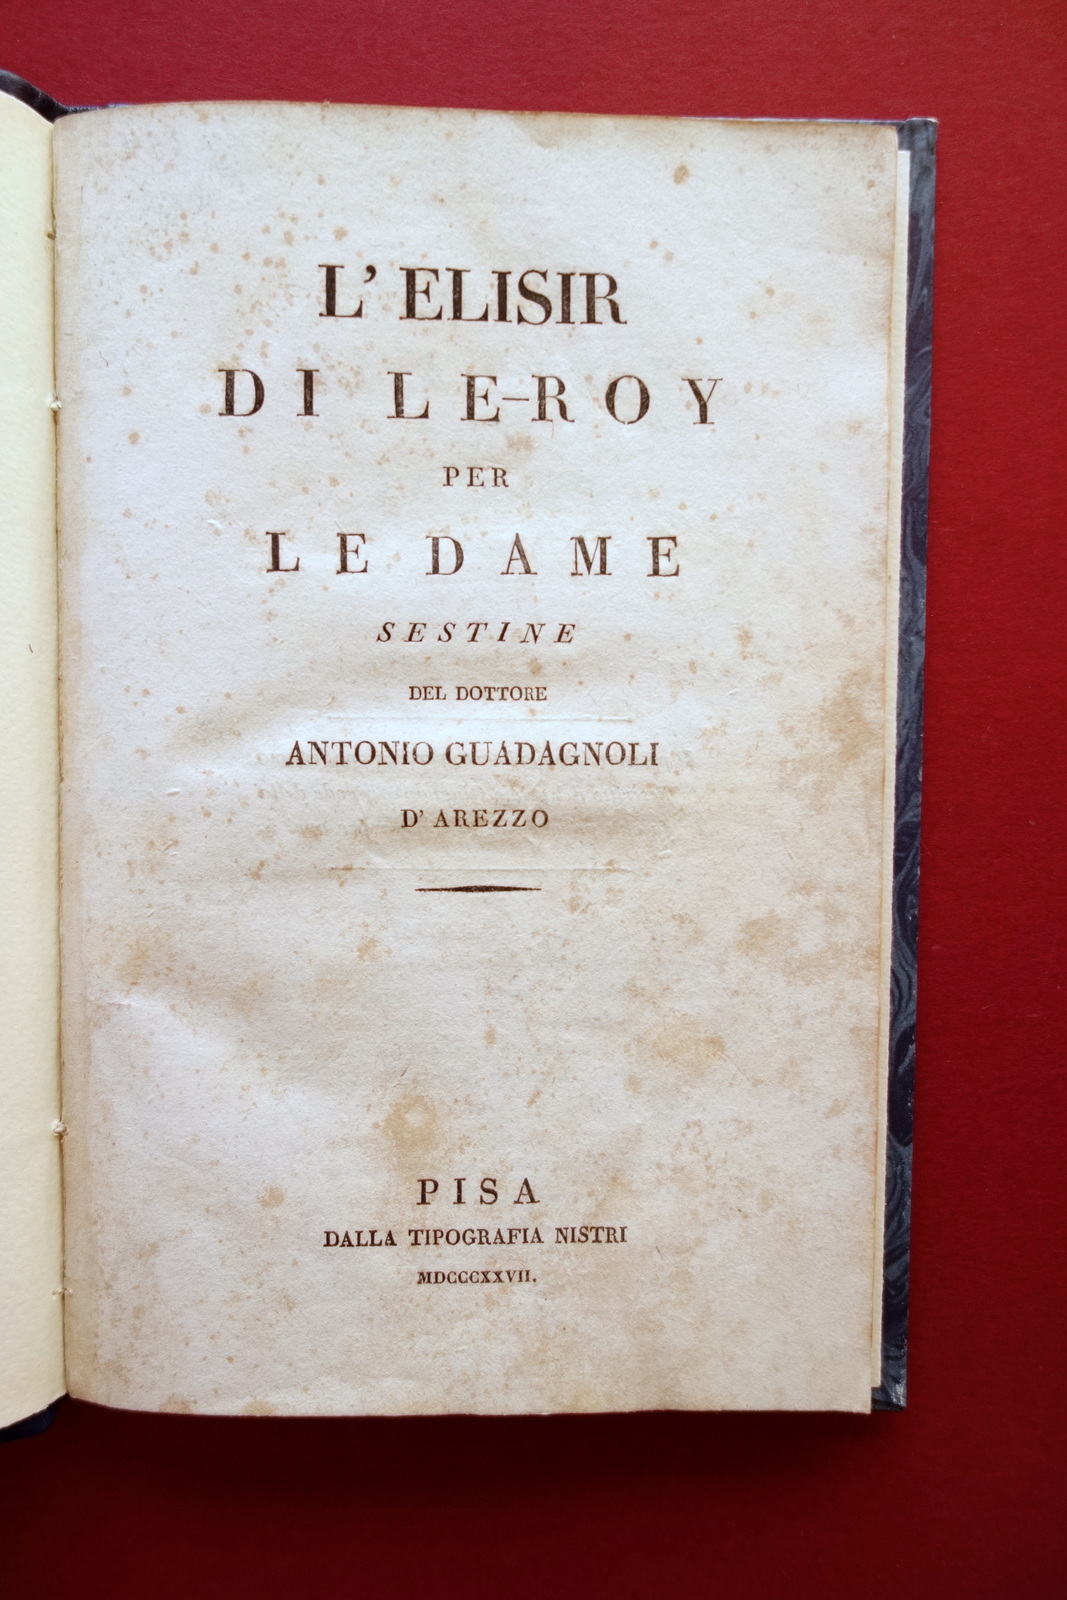 L' ELISIR
DI LE-ROY
PER
LE DAME
SESTINE
DEL DOTTORE
ANTONIO GUADAGNOLI
D' AREZZO
PISA
DALLA TIPOGRAFIA NISTRI
MDCCCXXVII.